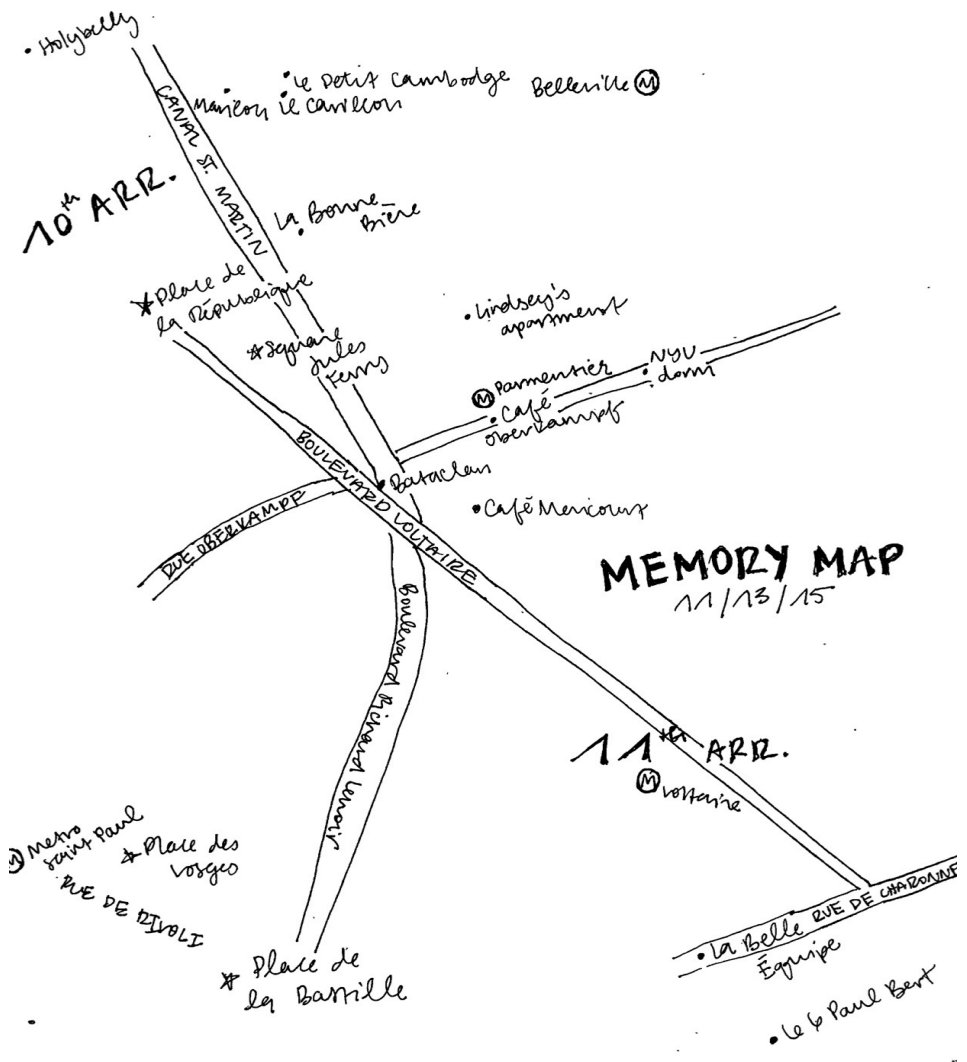 Holybelly
Le Petit Cambodge
Belleville M
le Carillon
CANAL ST. MARTIN
10th ARR.
La Bonne
Bière
Place de
la République
Lindsey's
apartment
Square
Jules
Ferry
M Parmentier
NYU
dorm
Café
Oberkampf
BOULEVARD VOLTAIRE
Bataclan
Café Mericourt
RUE OBERKAMPF
MEMORY MAP
11/13/15
Boulevard Richard Lenoir
11th ARR.
M Voltaire
M Metro
Saint Paul
Place des
Vosges
RUE DE RIVOLI
RUE DE CHARONNE
La Belle
Équipe
Place de
la Bastille
Le 6 Paul Bert